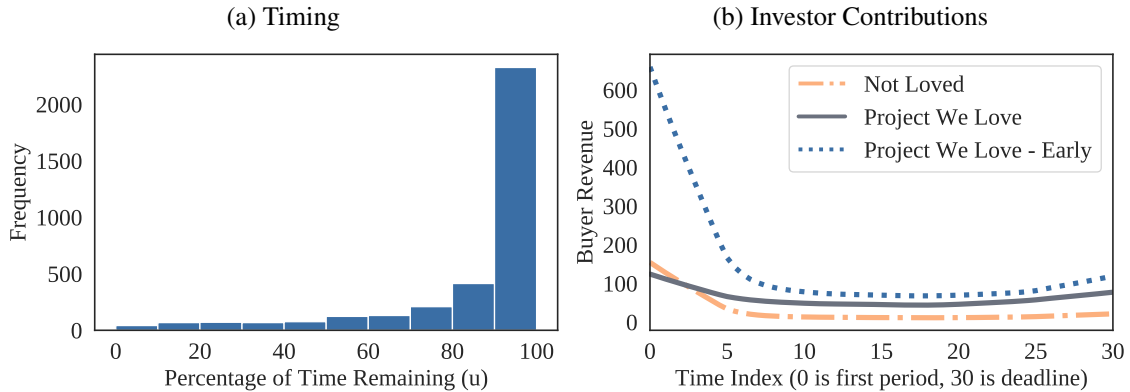 (a) Timing
Frequency
2000
1500
1000
500
0
0 20 40 60 80 100
Percentage of Time Remaining (u)
(b) Investor Contributions
Buyer Revenue
600
500
400
300
200
100
0
Not Loved
Project We Love
Project We Love - Early
0 5 10 15 20 25 30
Time Index (0 is first period, 30 is deadline)